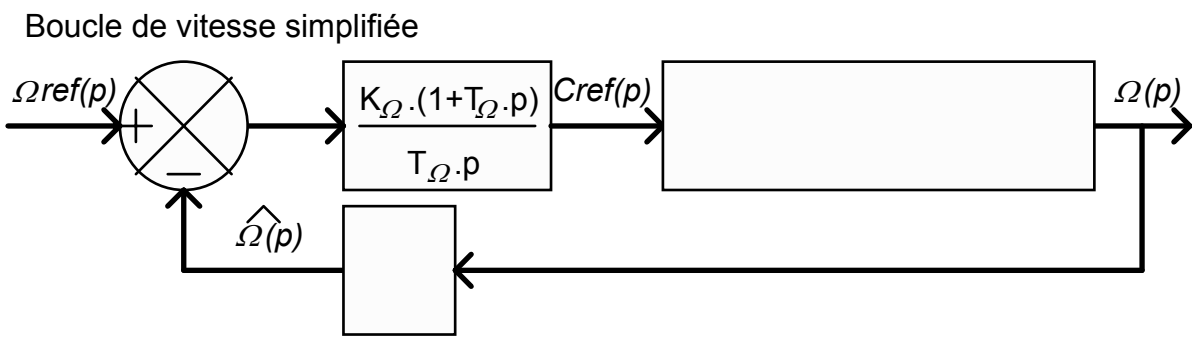 Boucle de vitesse simplifiée
Ωref(p)
+
−
K_Ω.(1+T_Ω.p)
T_Ω.p
Cref(p)
Ω(p)
Ω̂(p)